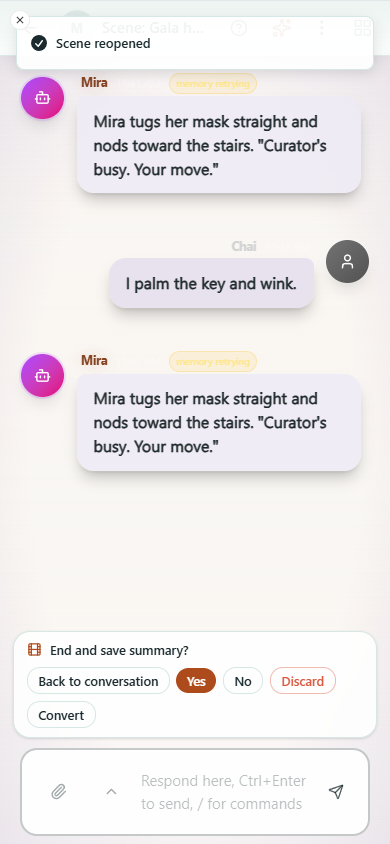 Scene: Gala h...
Scene reopened
Mira
memory retrying
Mira tugs her mask straight and
nods toward the stairs. "Curator's
busy. Your move."
Chai
I palm the key and wink.
Mira
memory retrying
Mira tugs her mask straight and
nods toward the stairs. "Curator's
busy. Your move."
End and save summary?
Back to conversation
Yes
No
Discard
Convert
Respond here, Ctrl+Enter
to send, / for commands